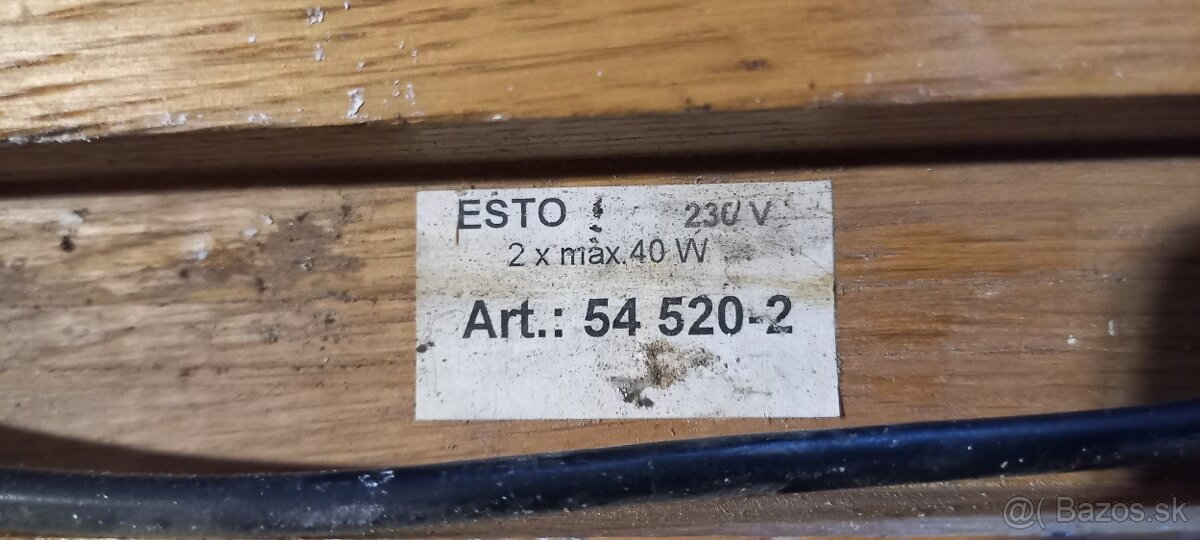 ESTO 230 V
2 x max.40 W
Art.: 54 520-2
@( Bazos.sk